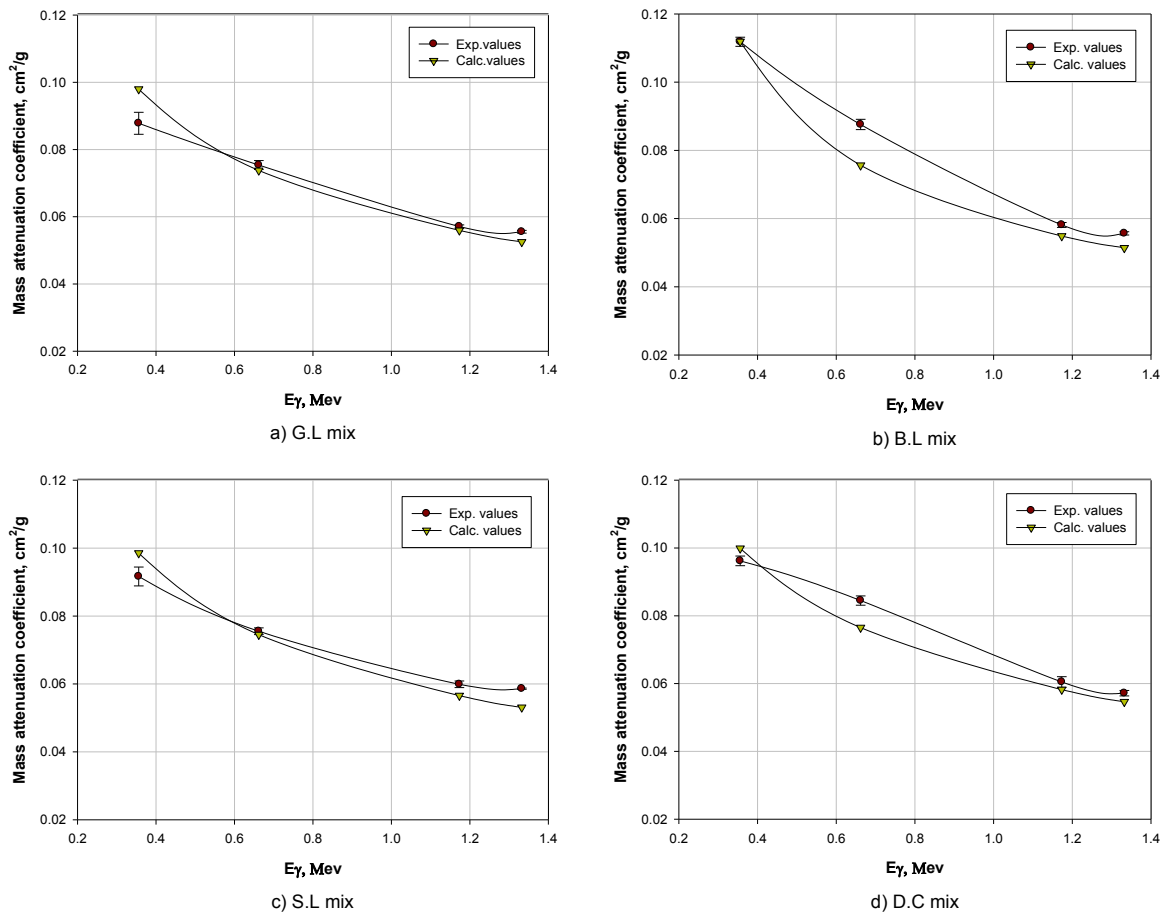 0.12
0.10
0.08
0.06
0.04
0.02
Mass attenuation coefficient, cm²/g
Exp.values
Calc.values
0.2 0.4 0.6 0.8 1.0 1.2 1.4
Eγ, Mev
a) G.L mix
0.12
0.10
0.08
0.06
0.04
0.02
Mass attenuation coefficient, cm²/g
Exp. values
Calc. values
0.2 0.4 0.6 0.8 1.0 1.2 1.4
Eγ, Mev
b) B.L mix
0.12
0.10
0.08
0.06
0.04
0.02
Mass attenuation coefficient, cm²/g
Exp. values
Calc. values
0.2 0.4 0.6 0.8 1.0 1.2 1.4
Eγ, Mev
c) S.L mix
0.12
0.10
0.08
0.06
0.04
0.02
Mass attenuation coefficient, cm²/g
Exp. values
Calc. values
0.2 0.4 0.6 0.8 1.0 1.2 1.4
Eγ, Mev
d) D.C mix